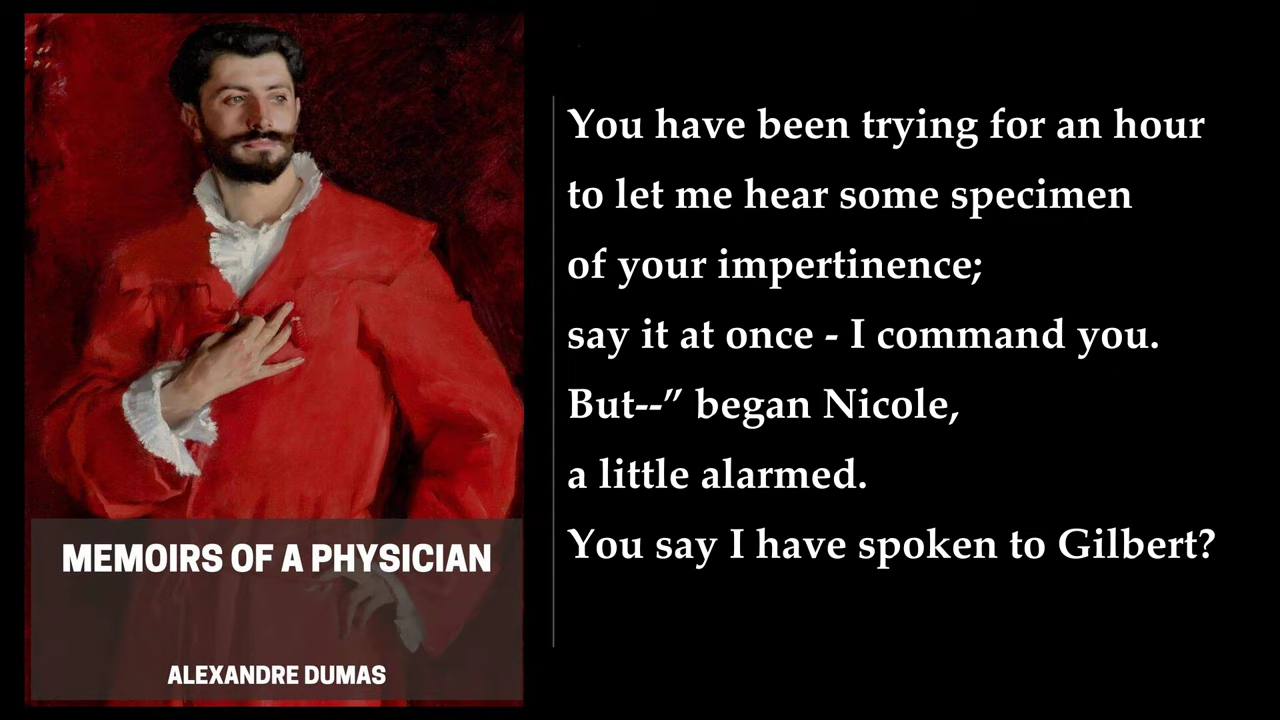 MEMOIRS OF A PHYSICIAN
ALEXANDRE DUMAS
You have been trying for an hour
to let me hear some specimen
of your impertinence;
say it at once - I command you.
But--” began Nicole,
a little alarmed.
You say I have spoken to Gilbert?